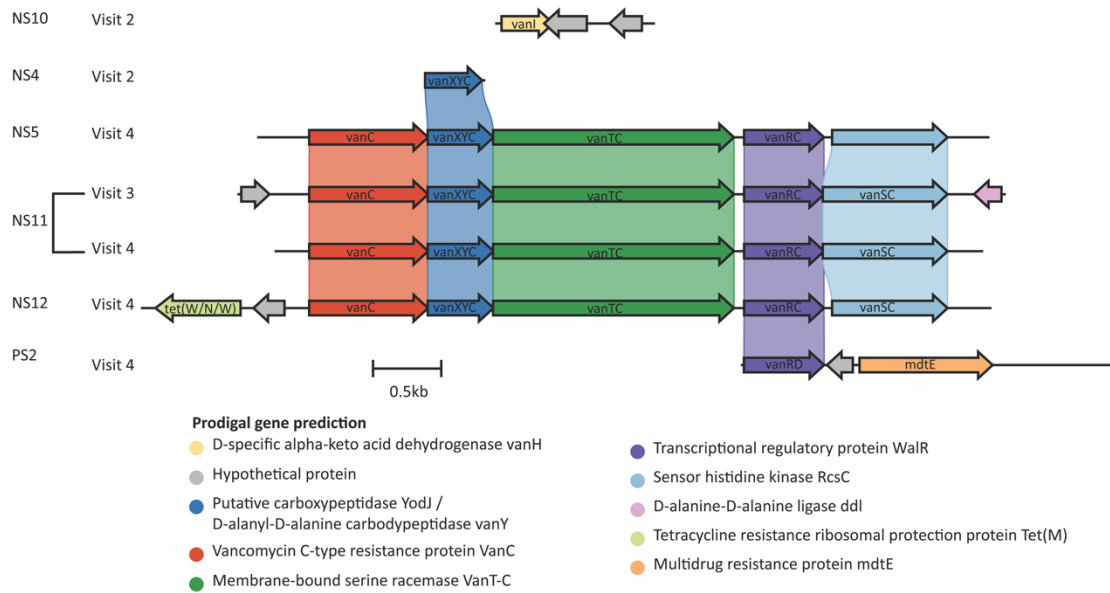 NS10 Visit 2 vanI
NS4 Visit 2 vanXYC
NS5 Visit 4 vanC vanXYC vanTC vanRC
NS11 Visit 3 vanC vanXYC vanTC vanRC vanSC
Visit 4 vanC vanXYC vanTC vanRC vanSC
NS12 Visit 4 tet(W/N/W) vanC vanXYC vanTC vanRC vanSC
PS2 Visit 4 vanRD mdtE
0.5kb
Prodigal gene prediction
D-specific alpha-keto acid dehydrogenase vanH
Hypothetical protein
Putative carboxypeptidase YodJ /
D-alanyl-D-alanine carbodypeptidase vanY
Vancomycin C-type resistance protein VanC
Membrane-bound serine racemase VanT-C
Transcriptional regulatory protein WalR
Sensor histidine kinase RcsC
D-alanine-D-alanine ligase ddl
Tetracycline resistance ribosomal protection protein Tet(M)
Multidrug resistance protein mdtE